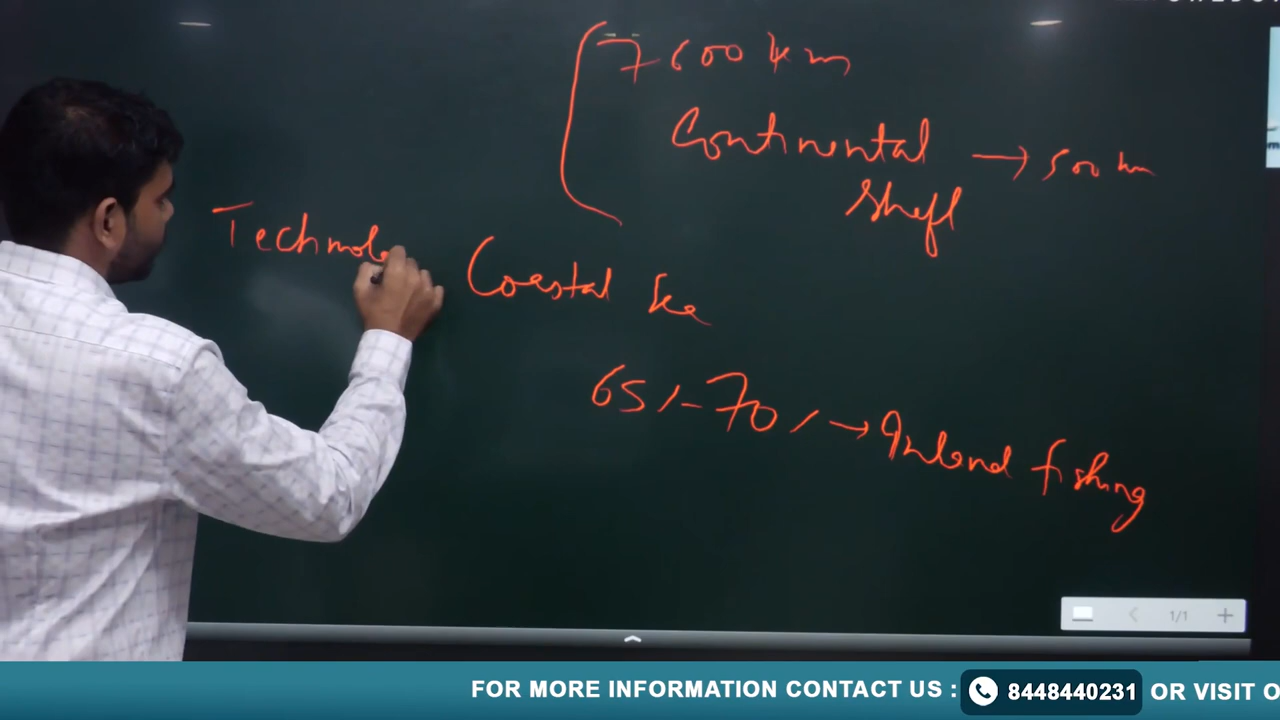 7600 km
Continental → 500 km
Shelf
Technolo
Coastal
65%-70% → Inland fishing
1/1
FOR MORE INFORMATION CONTACT US : 8448440231 OR VISIT O